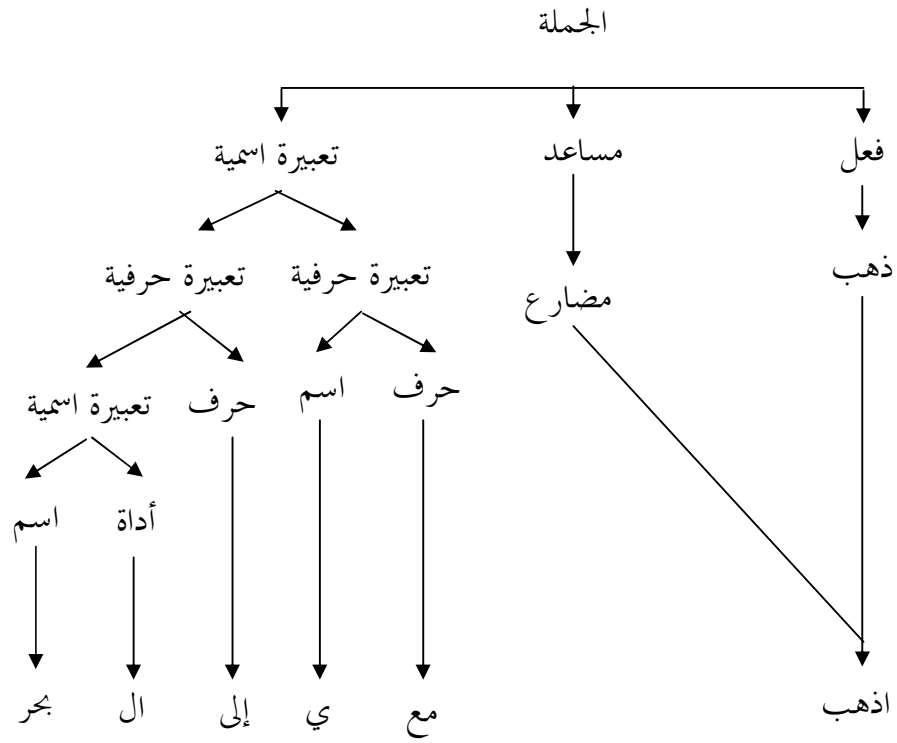 الجملة
فعل مساعد تعبيرة اسمية
ذهب مضارع تعبيرة حرفية تعبيرة حرفية
حرف اسم حرف تعبيرة اسمية
أداة اسم
اذهب مع ي إلى ال بحر